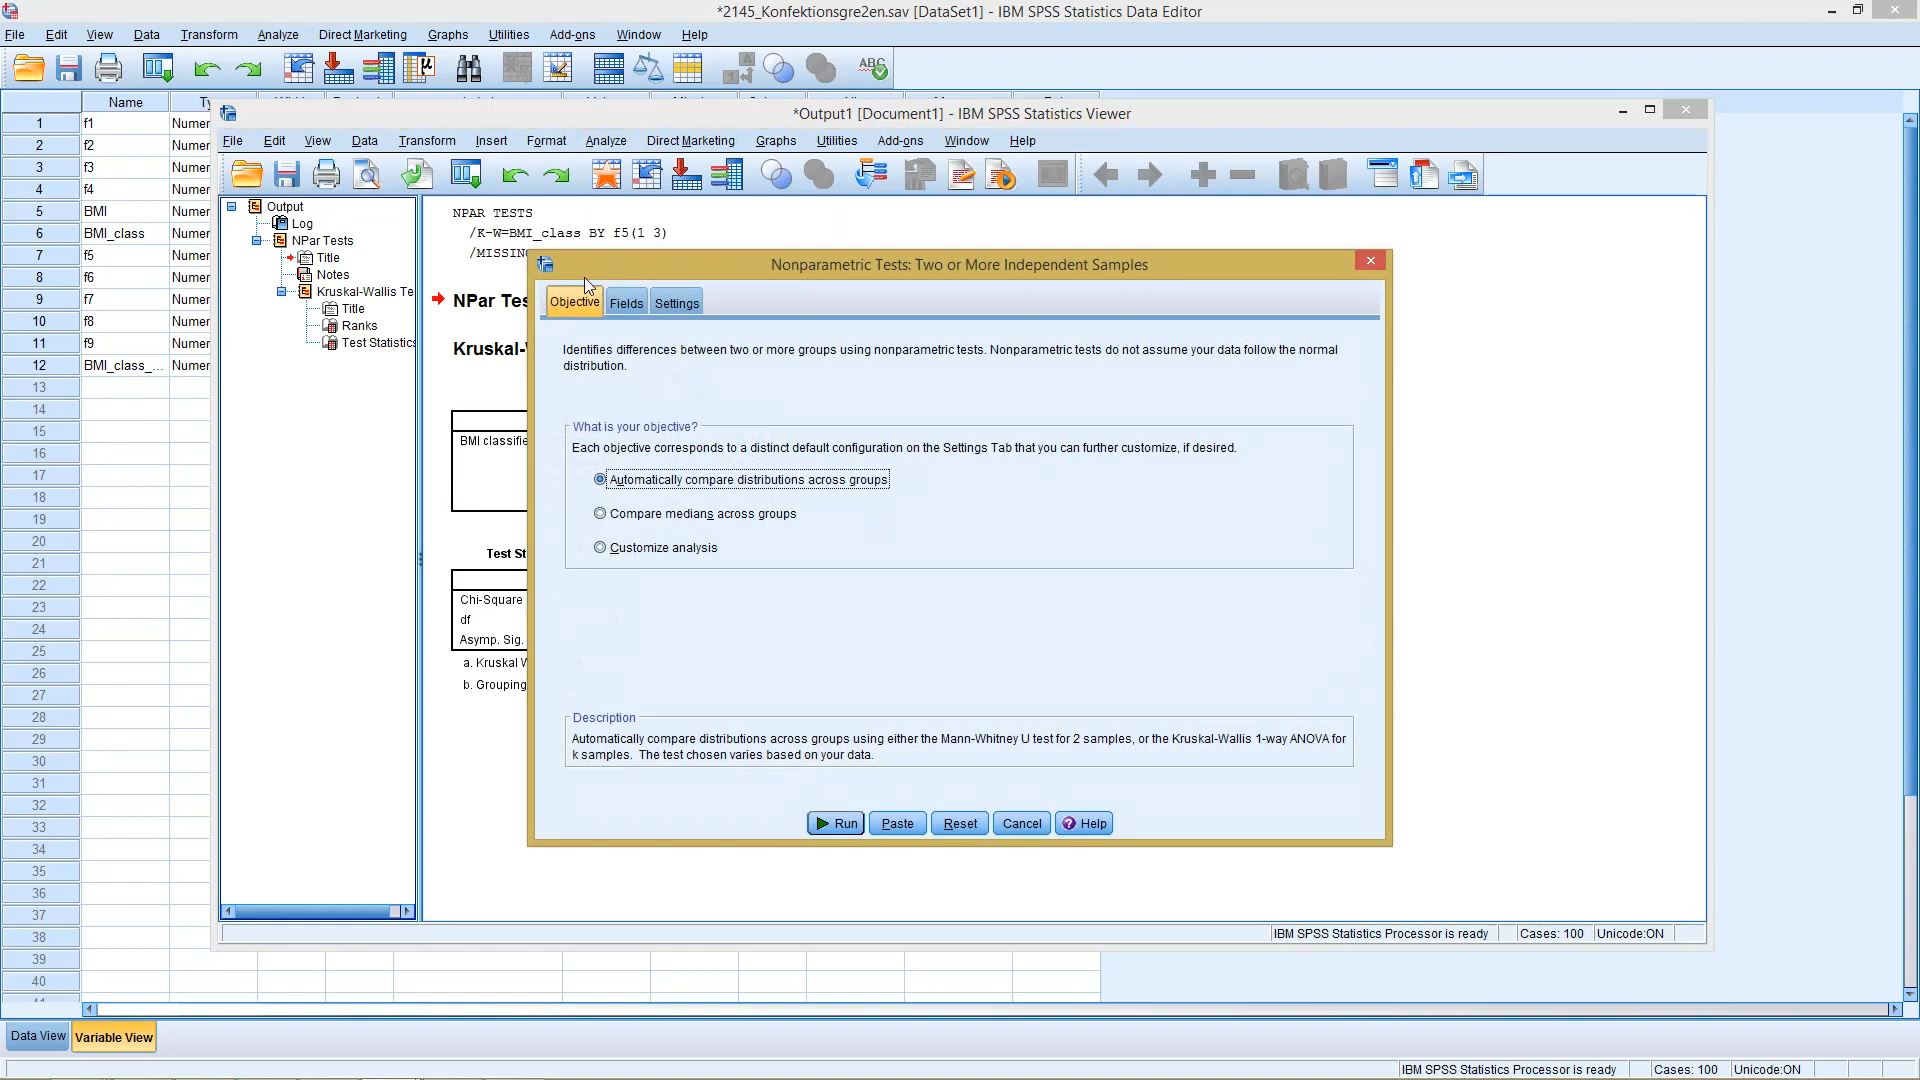 *2145_Konfektionsgre2en.sav [DataSet1] - IBM SPSS Statistics Data Editor
File Edit View Data Transform Analyze Direct Marketing Graphs Utilities Add-ons Window Help
Name
1 f1 Numer
2 f2 Numer
3 f3 Numer
4 f4 Numer
5 BMI Numer
6 BMI_class Numer
7 f5 Numer
8 f6 Numer
9 f7 Numer
10 f8 Numer
11 f9 Numer
12 BMI_class_... Numer
13
14
15
16
17
18
19
20
21
22
23
24
25
26
27
28
29
30
31
32
33
34
35
36
37
38
39
40
*Output1 [Document1] - IBM SPSS Statistics Viewer
File Edit View Data Transform Insert Format Analyze Direct Marketing Graphs Utilities Add-ons Window Help
Output
Log
NPar Tests
Title
Notes
Kruskal-Wallis Te
Title
Ranks
Test Statistics
NPAR TESTS
/K-W=BMI_class BY f5(1 3)
/MISSING
NPar Tes
Kruskal-
BMI classifie
Test St
Chi-Square
df
Asymp. Sig.
a. Kruskal W
b. Grouping
Nonparametric Tests: Two or More Independent Samples
Objective Fields Settings
Identifies differences between two or more groups using nonparametric tests. Nonparametric tests do not assume your data follow the normal
distribution.
What is your objective?
Each objective corresponds to a distinct default configuration on the Settings Tab that you can further customize, if desired.
Automatically compare distributions across groups
Compare medians across groups
Customize analysis
Description
Automatically compare distributions across groups using either the Mann-Whitney U test for 2 samples, or the Kruskal-Wallis 1-way ANOVA for
k samples. The test chosen varies based on your data.
Run Paste Reset Cancel Help
IBM SPSS Statistics Processor is ready Cases: 100 Unicode:ON
Data View Variable View
IBM SPSS Statistics Processor is ready Cases: 100 Unicode:ON